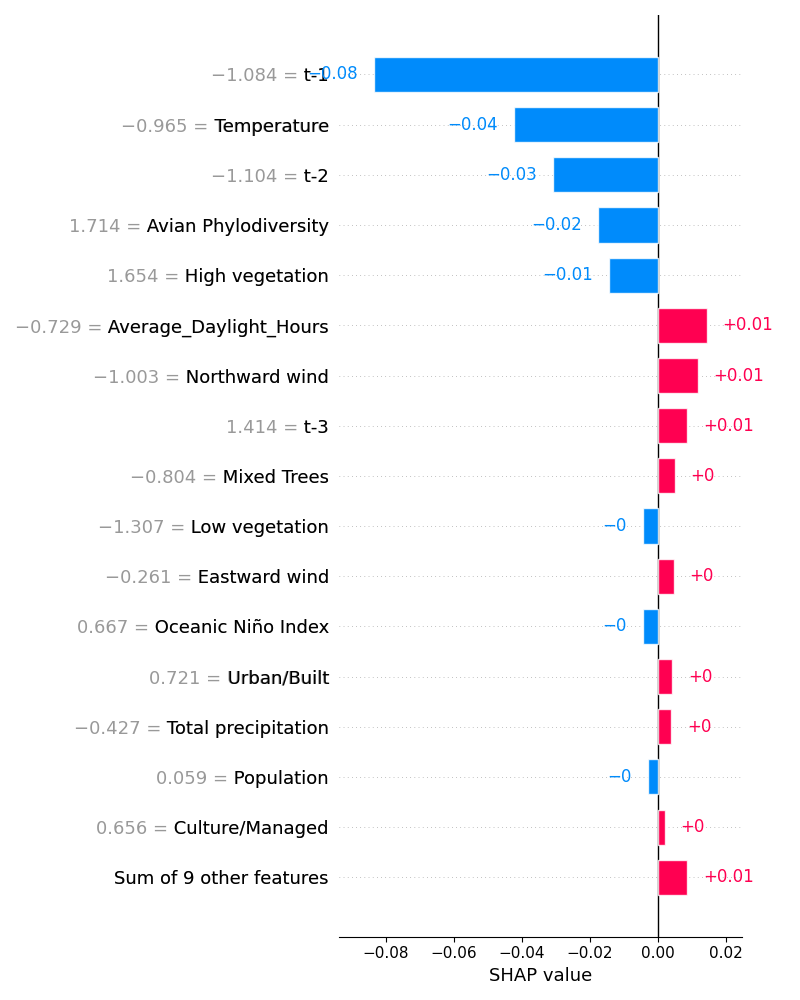 −1.084 = t-1 −0.08
−0.965 = Temperature −0.04
−1.104 = t-2 −0.03
1.714 = Avian Phylodiversity −0.02
1.654 = High vegetation −0.01
−0.729 = Average_Daylight_Hours +0.01
−1.003 = Northward wind +0.01
1.414 = t-3 +0.01
−0.804 = Mixed Trees +0
−1.307 = Low vegetation −0
−0.261 = Eastward wind +0
0.667 = Oceanic Niño Index −0
0.721 = Urban/Built +0
−0.427 = Total precipitation +0
0.059 = Population −0
0.656 = Culture/Managed +0
Sum of 9 other features +0.01
−0.08 −0.06 −0.04 −0.02 0.00 0.02
SHAP value